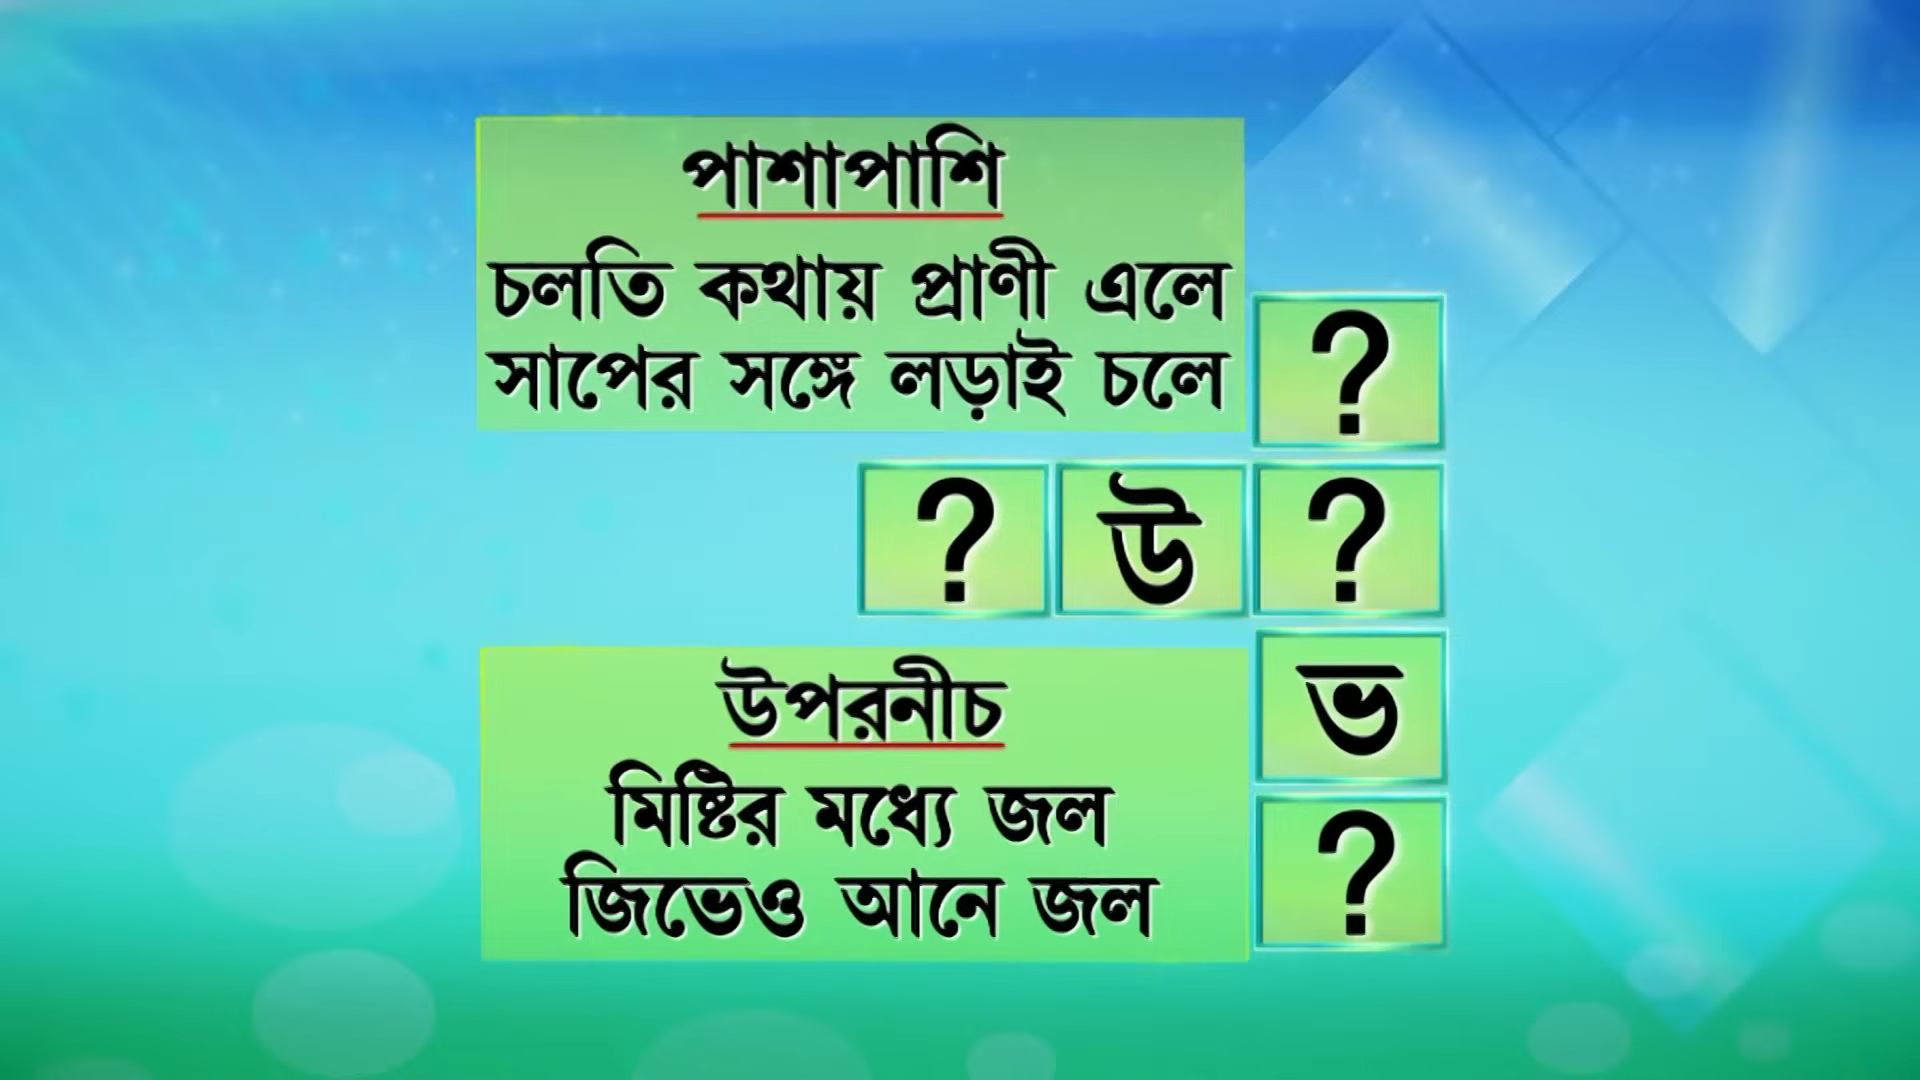 পাশাপাশি
চলতি কথায় প্রাণী এলে
সাপের সঙ্গে লড়াই চলে
?
? উ ?
ভ
উপরনীচ
মিষ্টির মধ্যে জল
জিভেও আনে জল
?